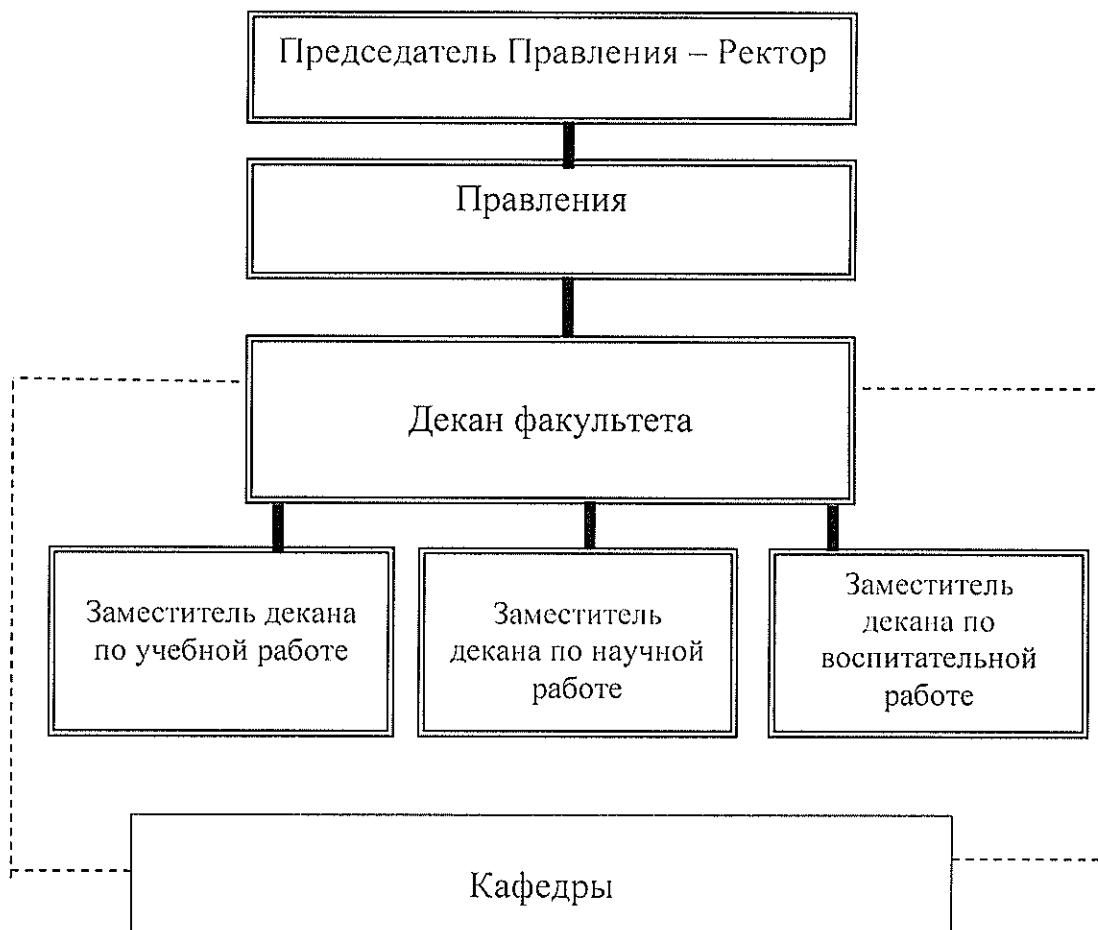 Председатель Правления – Ректор
Правления
Декан факультета
Заместитель декана
по учебной работе
Заместитель
декана по научной
работе
Заместитель
декана по
воспитательной
работе
Кафедры